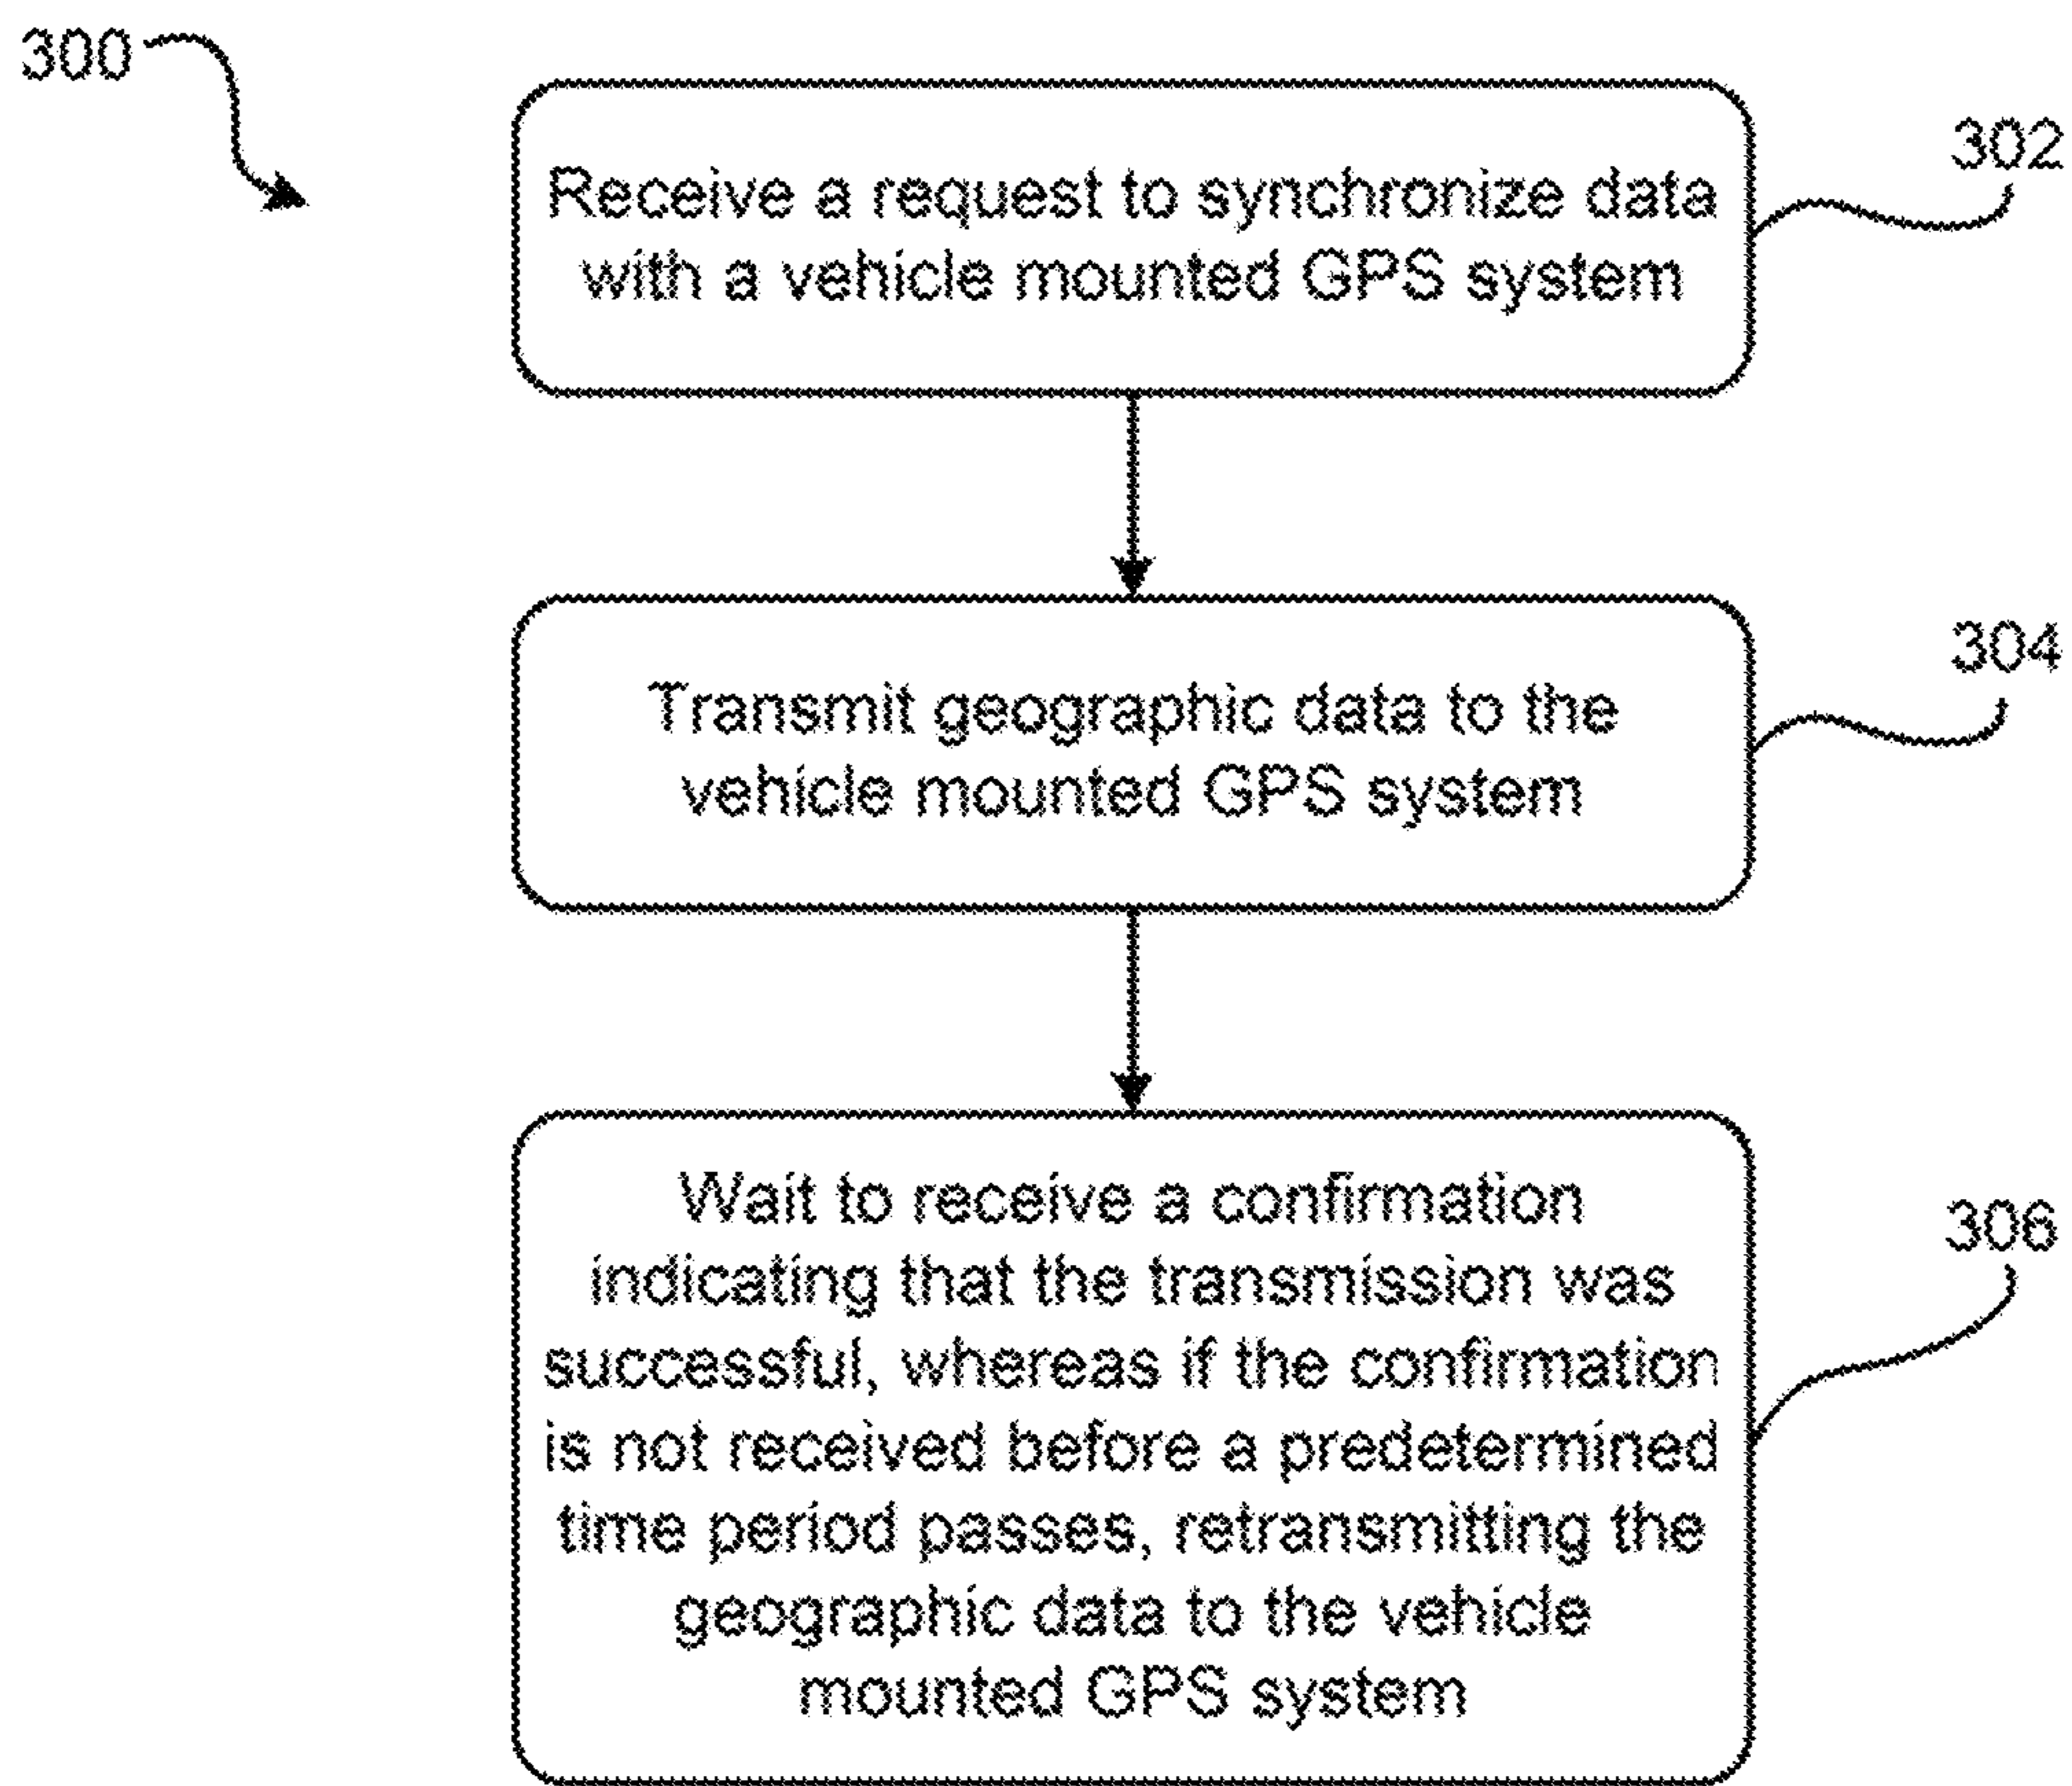 300
302
Receive a request to synchronize data
with a vehicle mounted GPS system
304
Transmit geographic data to the
vehicle mounted GPS system
306
Wait to receive a confirmation
indicating that the transmission was
successful, whereas if the confirmation
is not received before a predetermined
time period passes, retransmitting the
geographic data to the vehicle
mounted GPS system